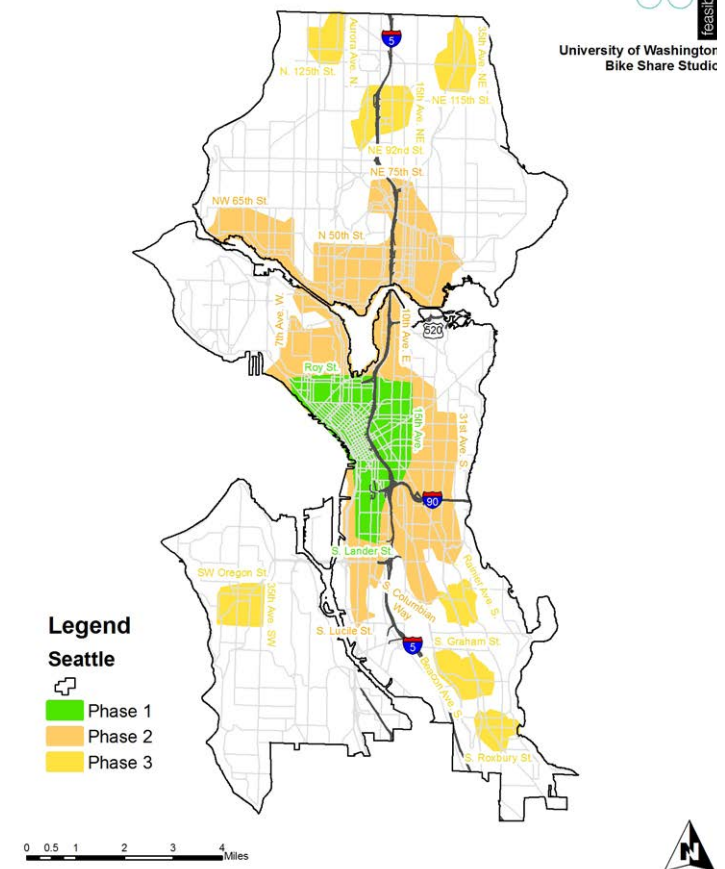 feasib
University of Washington
Bike Share Studio
5
Aurora Ave. N.
35th Ave. NE
N. 125th St.
NE 115th St.
15th Ave. NE
NE 92nd St.
NE 75th St.
NW 65th St.
N 50th St.
7th Ave. W.
10th Ave. E
520
Roy St.
15th Ave
31st Ave. S.
90
S. Lander St.
SW Oregon St.
35th Ave. SW
Rainier Ave. S.
S. Columbian
Way
S. Lucile St.
5
S. Graham St.
Beacon Ave. S.
S. Roxbury St.
Legend
Seattle
Phase 1
Phase 2
Phase 3
0 0.5 1 2 3 4
Miles
N